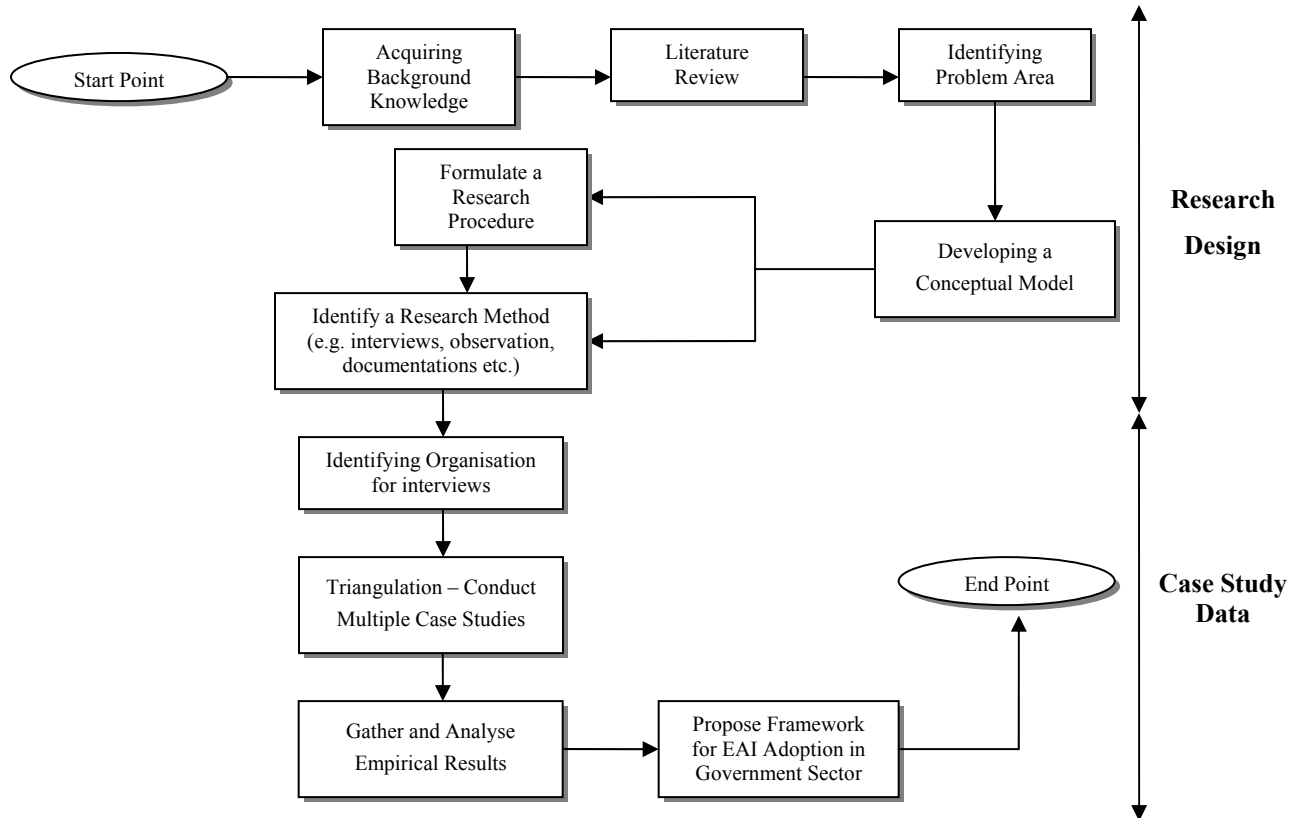 Start Point
Acquiring
Background
Knowledge
Literature
Review
Identifying
Problem Area
Formulate a
Research
Procedure
Developing a
Conceptual Model
Research
Design
Identify a Research Method
(e.g. interviews, observation,
documentations etc.)
Identifying Organisation
for interviews
Triangulation – Conduct
Multiple Case Studies
End Point
Case Study
Data
Gather and Analyse
Empirical Results
Propose Framework
for EAI Adoption in
Government Sector